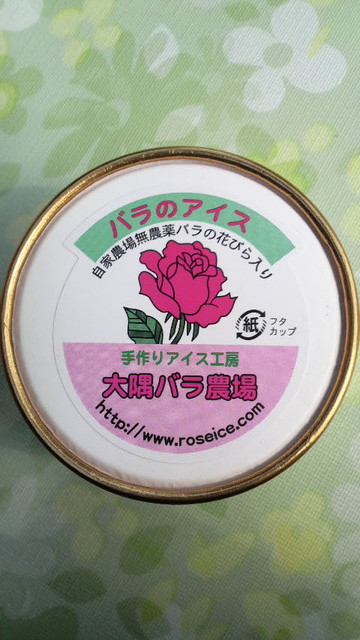 バラのアイス
自家農場無農薬バラの花びら入り
紙
フタ
カップ
手作りアイス工房
大隅バラ農場
http://www.roseice.com